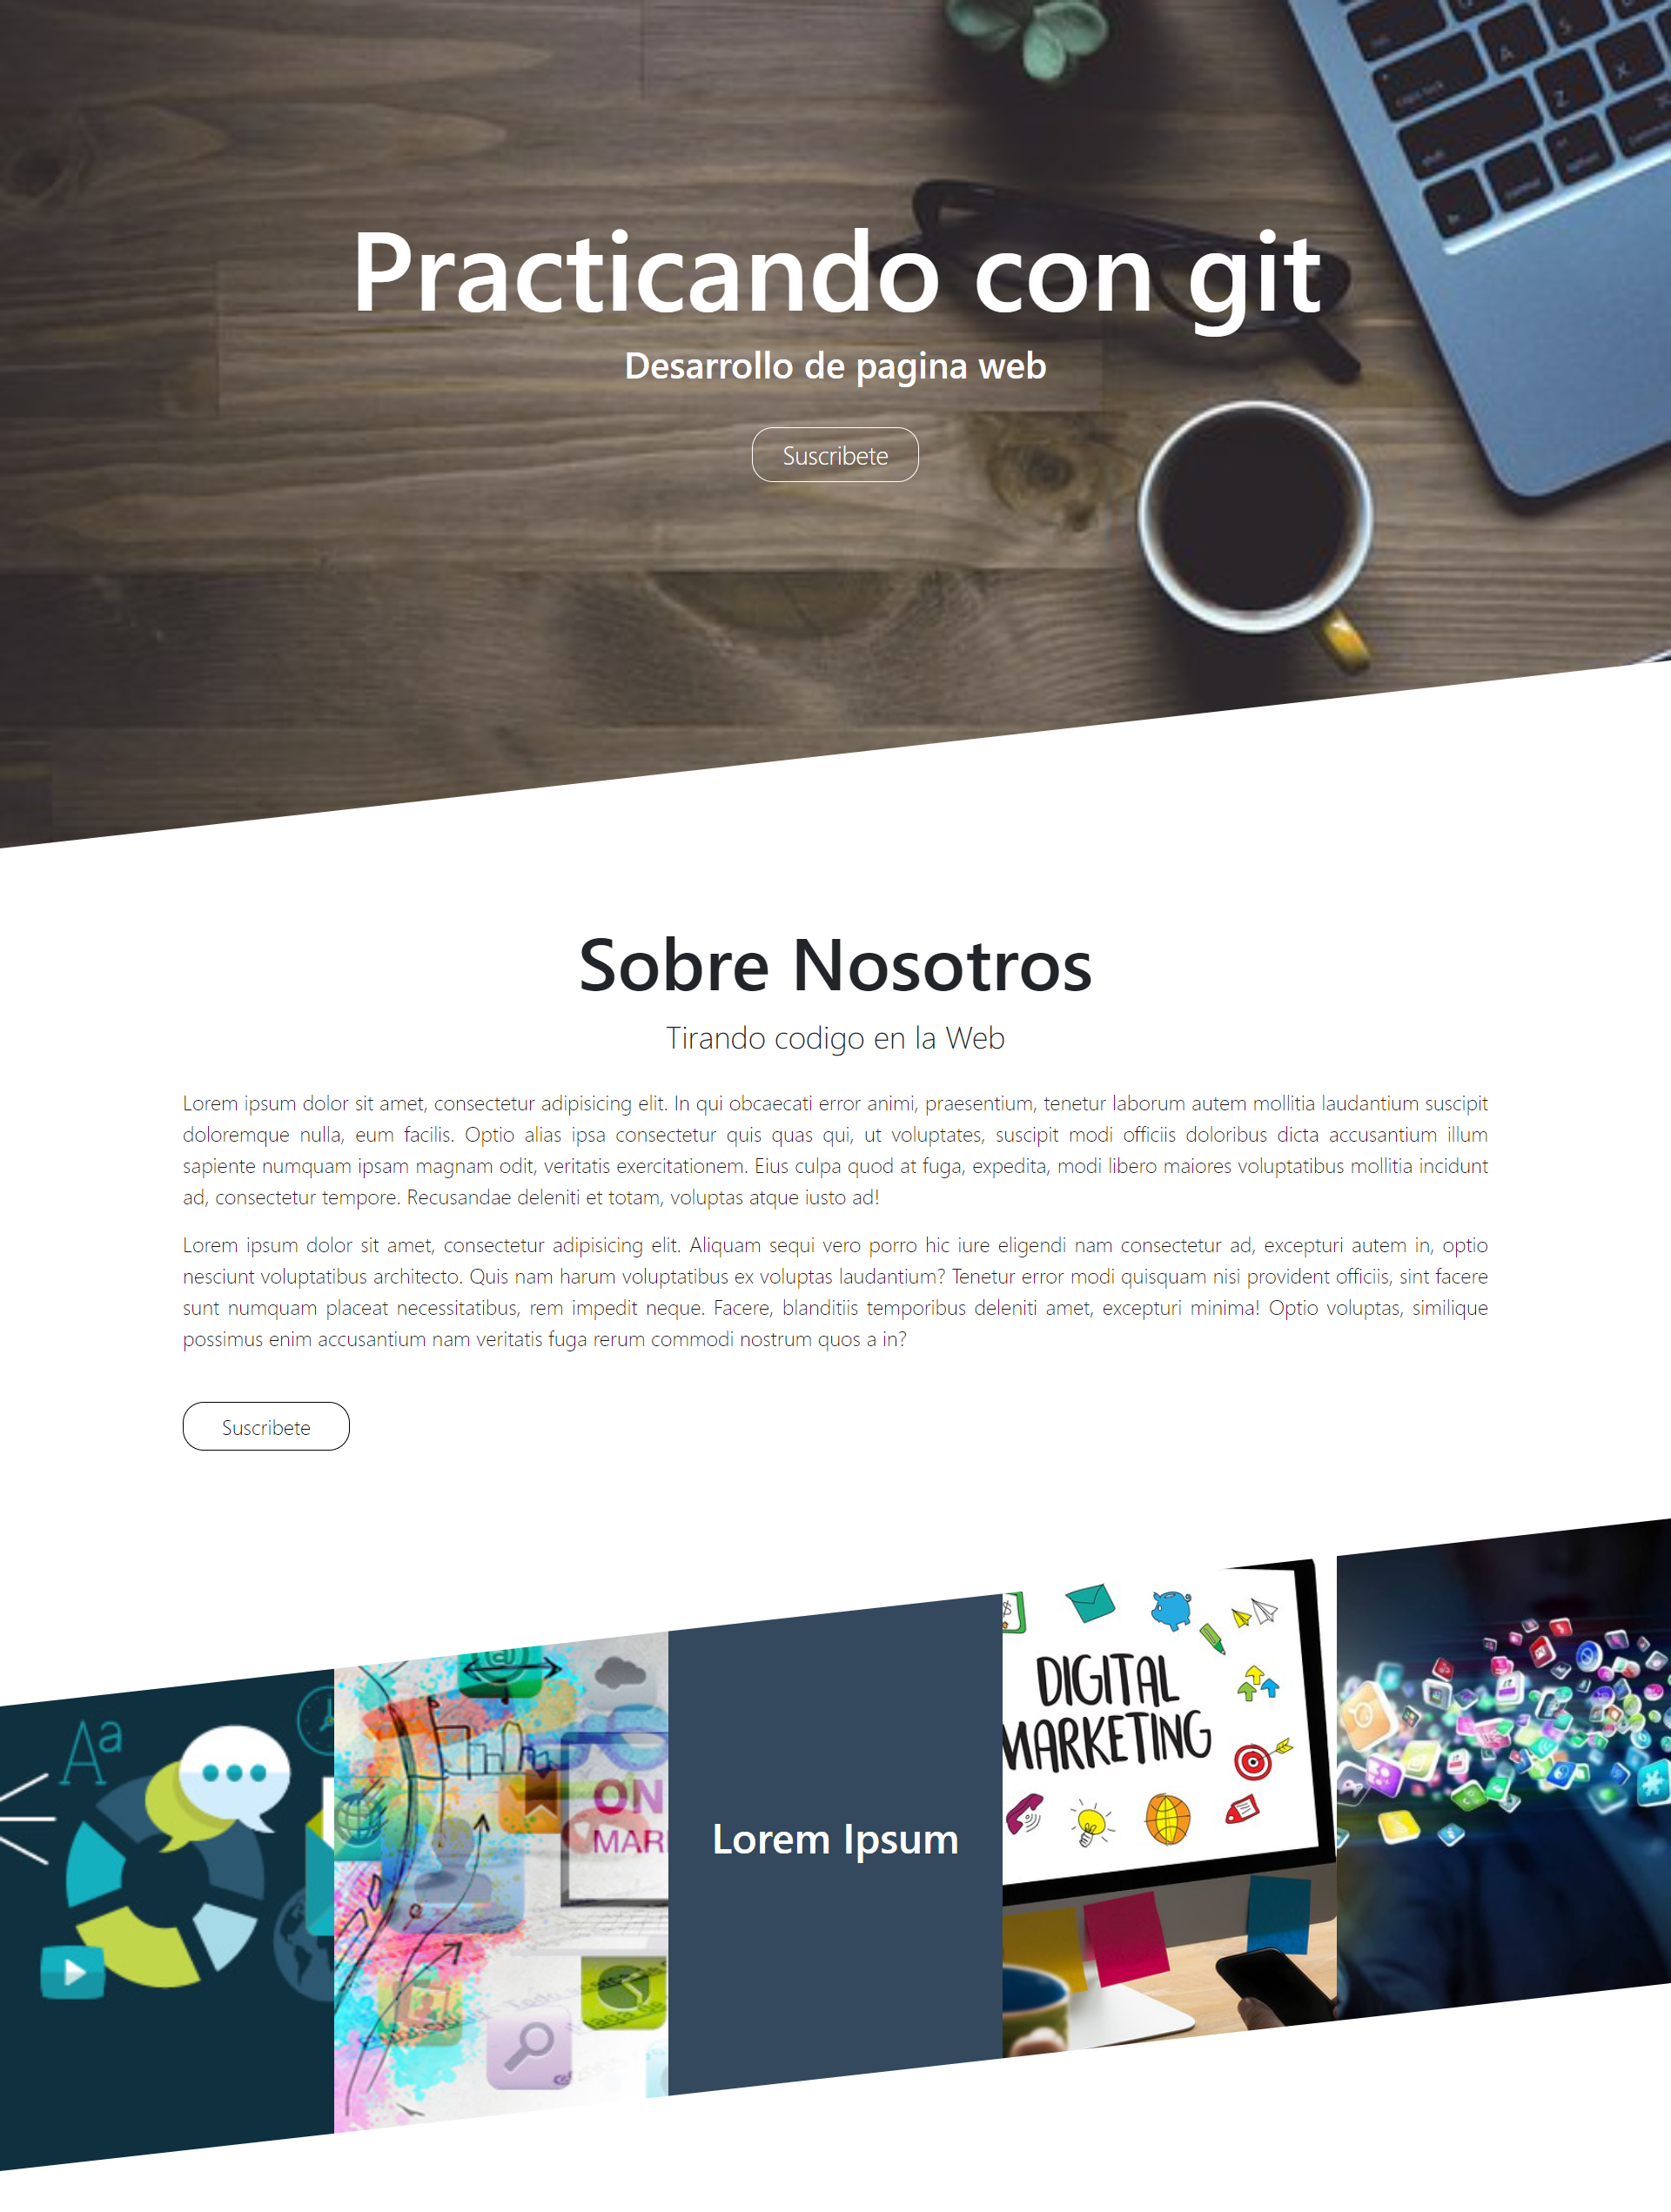 A
S
Z
X
caps lock
shift
fn
control
option
Practicando con git
Desarrollo de pagina web
Suscribete
Sobre Nosotros
Tirando codigo en la Web
Lorem ipsum dolor sit amet, consectetur adipisicing elit. In qui obcaecati error animi, praesentium, tenetur laborum autem mollitia laudantium suscipit
doloremque nulla, eum facilis. Optio alias ipsa consectetur quis quas qui, ut voluptates, suscipit modi officiis doloribus dicta accusantium illum
sapiente numquam ipsam magnam odit, veritatis exercitationem. Eius culpa quod at fuga, expedita, modi libero maiores voluptatibus mollitia incidunt
ad, consectetur tempore. Recusandae deleniti et totam, voluptas atque iusto ad!
Lorem ipsum dolor sit amet, consectetur adipisicing elit. Aliquam sequi vero porro hic iure eligendi nam consectetur ad, excepturi autem in, optio
nesciunt voluptatibus architecto. Quis nam harum voluptatibus ex voluptas laudantium? Tenetur error modi quisquam nisi provident officiis, sint facere
sunt numquam placeat necessitatibus, rem impedit neque. Facere, blanditiis temporibus deleniti amet, excepturi minima! Optio voluptas, similique
possimus enim accusantium nam veritatis fuga rerum commodi nostrum quos a in?
Suscribete
Aa
@
ON
MAR
Lorem Ipsum
$
DIGITAL
MARKETING